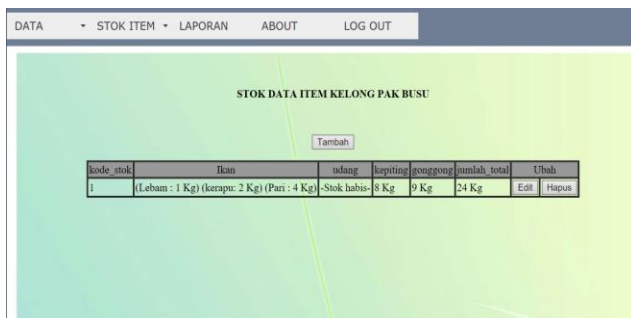 DATA STOK ITEM LAPORAN ABOUT LOG OUT
STOK DATA ITEM KELONG PAK BUSU
Tambah
kode_stok Ikan udang kepiting gonggong jumlah_total Ubah
1 (Lebam : 1 Kg) (kerapu: 2 Kg) (Pari : 4 Kg) -Stok habis- 8 Kg 9 Kg 24 Kg Edit Hapus